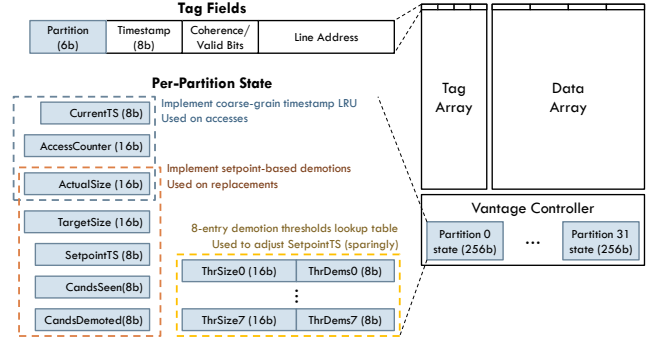 Tag Fields
Partition
(6b)
Timestamp
(8b)
Coherence/
Valid Bits
Line Address
Tag
Array
Data
Array
Per-Partition State
CurrentTS (8b)
Implement coarse-grain timestamp LRU
Used on accesses
AccessCounter (16b)
ActualSize (16b)
Implement setpoint-based demotions
Used on replacements
TargetSize (16b)
SetpointTS (8b)
CandsSeen(8b)
CandsDemoted(8b)
8-entry demotion thresholds lookup table
Used to adjust SetpointTS (sparingly)
ThrSize0 (16b)
ThrDems0 (8b)
⋮
ThrSize7 (16b)
ThrDems7 (8b)
Vantage Controller
Partition 0
state (256b)
...
Partition 31
state (256b)